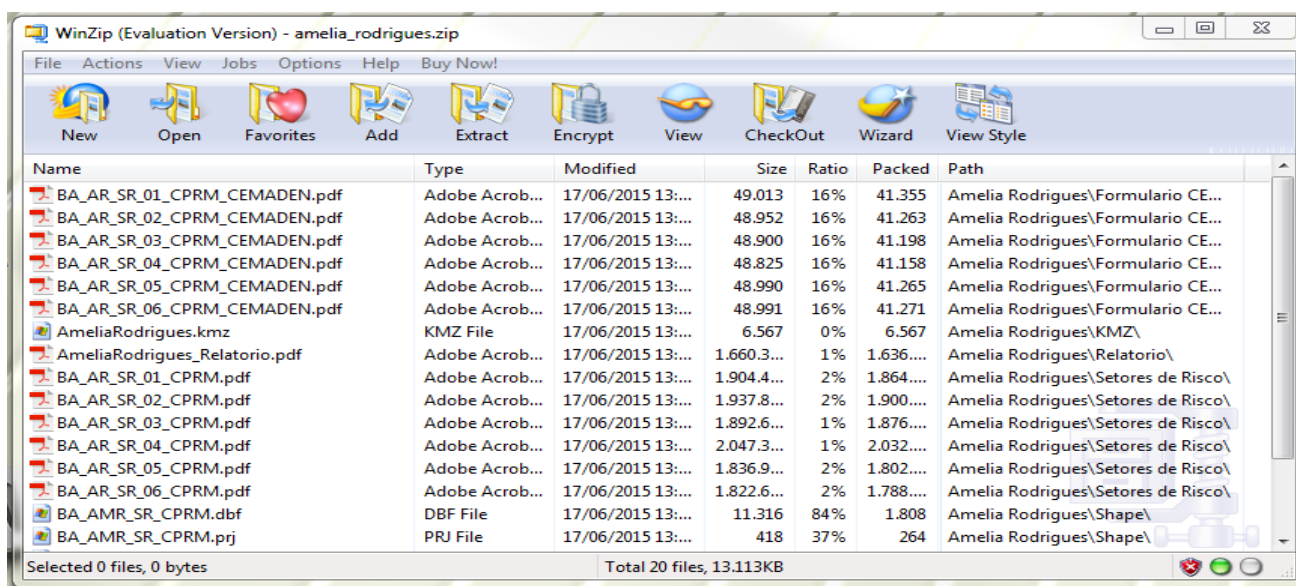 WinZip (Evaluation Version) - amelia_rodrigues.zip
File Actions View Jobs Options Help Buy Now!
New Open Favorites Add Extract Encrypt View CheckOut Wizard View Style
Name Type Modified Size Ratio Packed Path
BA_AR_SR_01_CPRM_CEMADEN.pdf Adobe Acrob... 17/06/2015 13:... 49.013 16% 41.355 Amelia Rodrigues\Formulario CE...
BA_AR_SR_02_CPRM_CEMADEN.pdf Adobe Acrob... 17/06/2015 13:... 48.952 16% 41.263 Amelia Rodrigues\Formulario CE...
BA_AR_SR_03_CPRM_CEMADEN.pdf Adobe Acrob... 17/06/2015 13:... 48.900 16% 41.198 Amelia Rodrigues\Formulario CE...
BA_AR_SR_04_CPRM_CEMADEN.pdf Adobe Acrob... 17/06/2015 13:... 48.825 16% 41.158 Amelia Rodrigues\Formulario CE...
BA_AR_SR_05_CPRM_CEMADEN.pdf Adobe Acrob... 17/06/2015 13:... 48.990 16% 41.265 Amelia Rodrigues\Formulario CE...
BA_AR_SR_06_CPRM_CEMADEN.pdf Adobe Acrob... 17/06/2015 13:... 48.991 16% 41.271 Amelia Rodrigues\Formulario CE...
AmeliaRodrigues.kmz KMZ File 17/06/2015 13:... 6.567 0% 6.567 Amelia Rodrigues\KMZ\
AmeliaRodrigues_Relatorio.pdf Adobe Acrob... 17/06/2015 13:... 1.660.3... 1% 1.636.... Amelia Rodrigues\Relatorio\
BA_AR_SR_01_CPRM.pdf Adobe Acrob... 17/06/2015 13:... 1.904.4... 2% 1.864.... Amelia Rodrigues\Setores de Risco\
BA_AR_SR_02_CPRM.pdf Adobe Acrob... 17/06/2015 13:... 1.937.8... 2% 1.900.... Amelia Rodrigues\Setores de Risco\
BA_AR_SR_03_CPRM.pdf Adobe Acrob... 17/06/2015 13:... 1.892.6... 1% 1.876.... Amelia Rodrigues\Setores de Risco\
BA_AR_SR_04_CPRM.pdf Adobe Acrob... 17/06/2015 13:... 2.047.3... 1% 2.032.... Amelia Rodrigues\Setores de Risco\
BA_AR_SR_05_CPRM.pdf Adobe Acrob... 17/06/2015 13:... 1.836.9... 2% 1.802.... Amelia Rodrigues\Setores de Risco\
BA_AR_SR_06_CPRM.pdf Adobe Acrob... 17/06/2015 13:... 1.822.6... 2% 1.788.... Amelia Rodrigues\Setores de Risco\
BA_AMR_SR_CPRM.dbf DBF File 17/06/2015 13:... 11.316 84% 1.808 Amelia Rodrigues\Shape\
BA_AMR_SR_CPRM.prj PRJ File 17/06/2015 13:... 418 37% 264 Amelia Rodrigues\Shape\
Selected 0 files, 0 bytes Total 20 files, 13.113KB